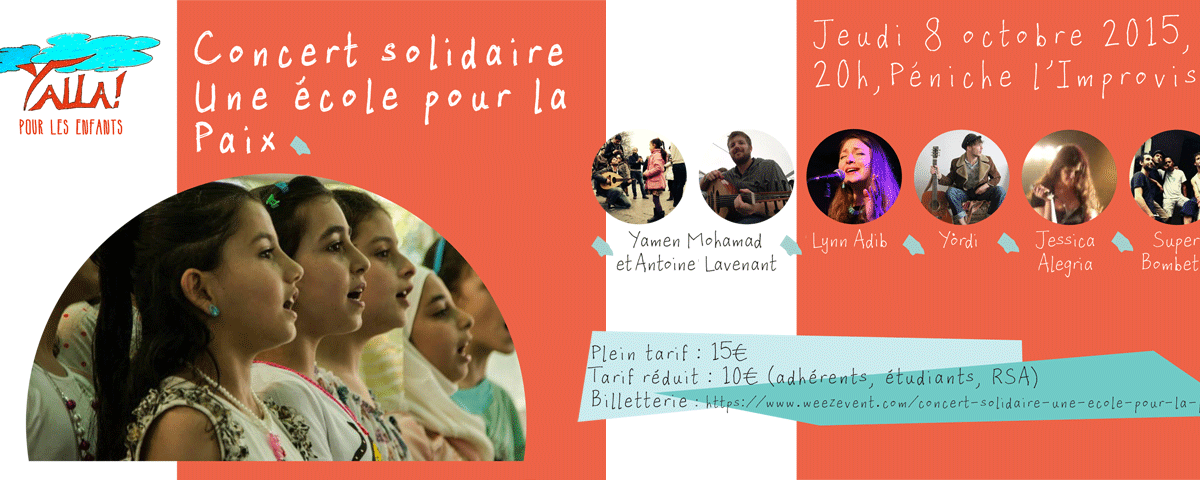 YALLA!
POUR LES ENFANTS
Concert solidaire
Une école pour la
Paix
Jeudi 8 octobre 2015,
20h, Péniche l'Improvis
Yamen Mohamad
et Antoine Lavenant
Lynn Adib
Yördi
Jessica
Alegria
Super
Bombet
Plein tarif : 15€
Tarif réduit : 10€ (adhérents, étudiants, RSA)
Billetterie : https://www.weezevent.com/concert-solidaire-une-ecole-pour-la-